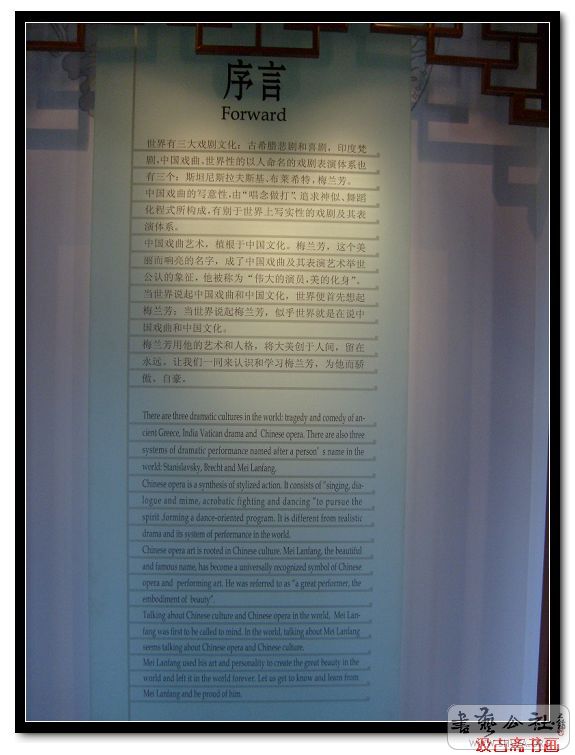 序言
Forward
世界有三大戏剧文化：古希腊悲剧和喜剧，印度梵
剧，中国戏曲。世界性的以人命名的戏剧表演体系也
有三个：斯坦尼斯拉夫斯基、布莱希特，梅兰芳。
中国戏曲的写意性，由“唱念做打”、追求神似、舞蹈
化程式所构成，有别于世界上写实性的戏剧及其表
演体系。
中国戏曲艺术，植根于中国文化。梅兰芳，这个美
丽而响亮的名字，成了中国戏曲及其表演艺术举世
公认的象征，他被称为“伟大的演员，美的化身”。
当世界说起中国戏曲和中国文化，世界便首先想起
梅兰芳；当世界说起梅兰芳，似乎世界就是在说中
国戏曲和中国文化。
梅兰芳用他的艺术和人格，将大美创于人间，留在
永远。让我们一同来认识和学习梅兰芳，为他而骄
傲，自豪。
There are three dramatic cultures in the world: tragedy and comedy of an-
cient Greece, India Vatican drama and Chinese opera. There are also three
systems of dramatic performance named after a person's name in the
world: Stanislavsky, Brecht and Mei Lanfang.
Chinese opera is a synthesis of stylized action. It consists of "singing, dia-
logue and mime, acrobatic fighting and dancing "to pursue the
spirit ,forming a dance-oriented program. It is different from realistic
drama and its system of performance in the world.
Chinese opera art is rooted in Chinese culture. Mei Lanfang, the beautiful
and famous name, has become a universally recognized symbol of Chinese
opera and performing art. He was referred to as "a great performer, the
embodiment of beauty".
Talking about Chinese culture and Chinese opera in the world, Mei Lan-
fang was first to be called to mind. In the world, talking about Mei Lanfang
seems talking about Chinese opera and Chinese culture.
Mei Lanfang used his art and personality to create the great beauty in the
world and left it in the world forever. Let us get to know and learn from
Mei Lanfang and be proud of him.
書藝公社
汲古斋书画